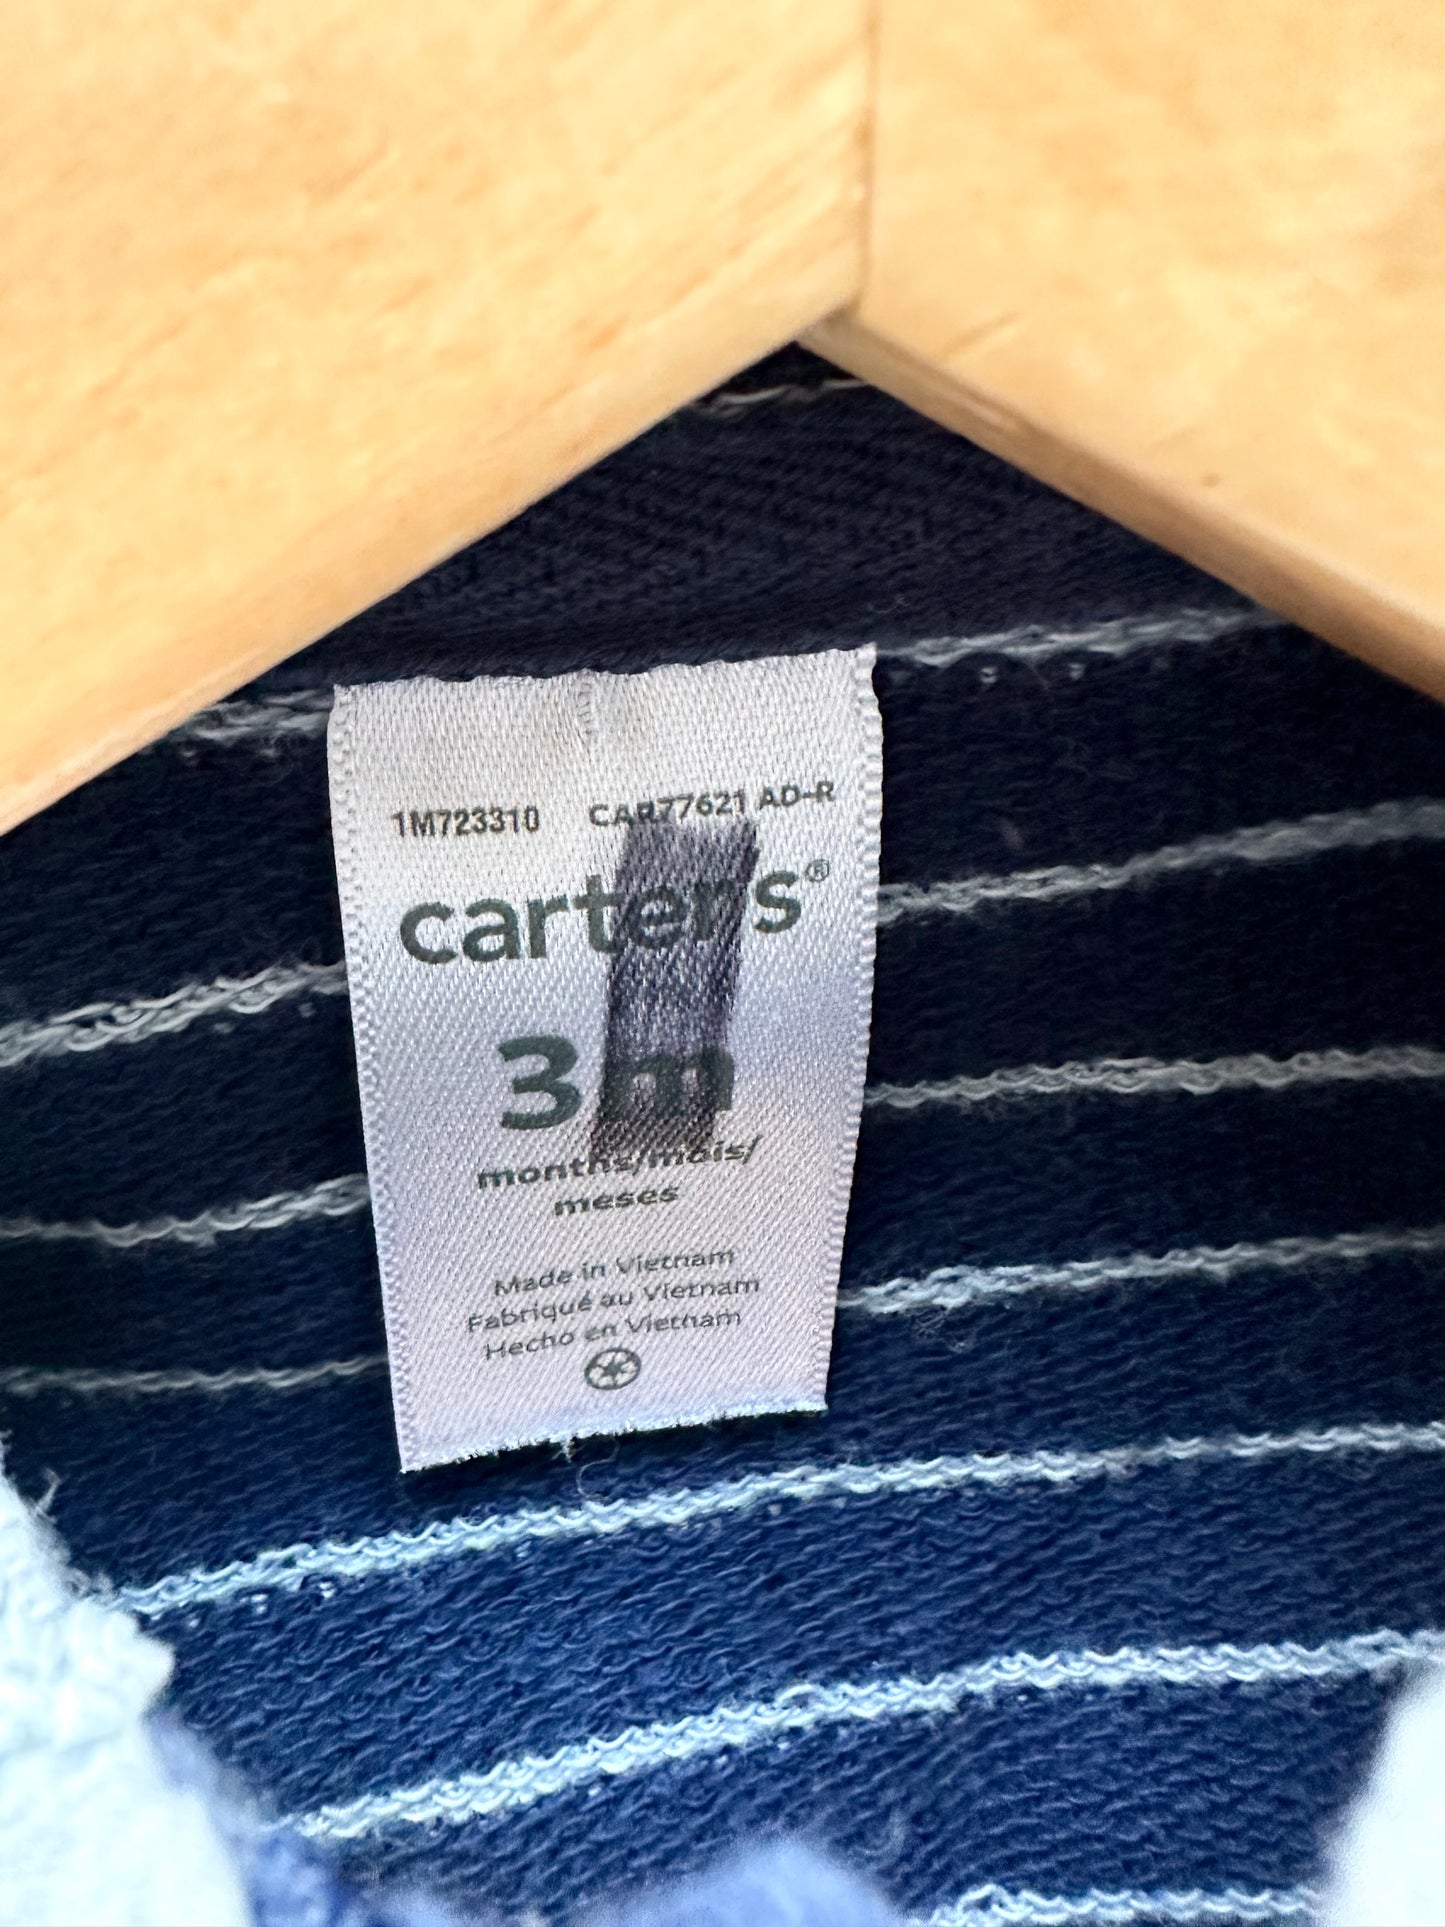 1M723310 CAR77621 AD-R
carter's®
3m
months/mois/
meses
Made in Vietnam
Fabriqué au Vietnam
Hecho en Vietnam